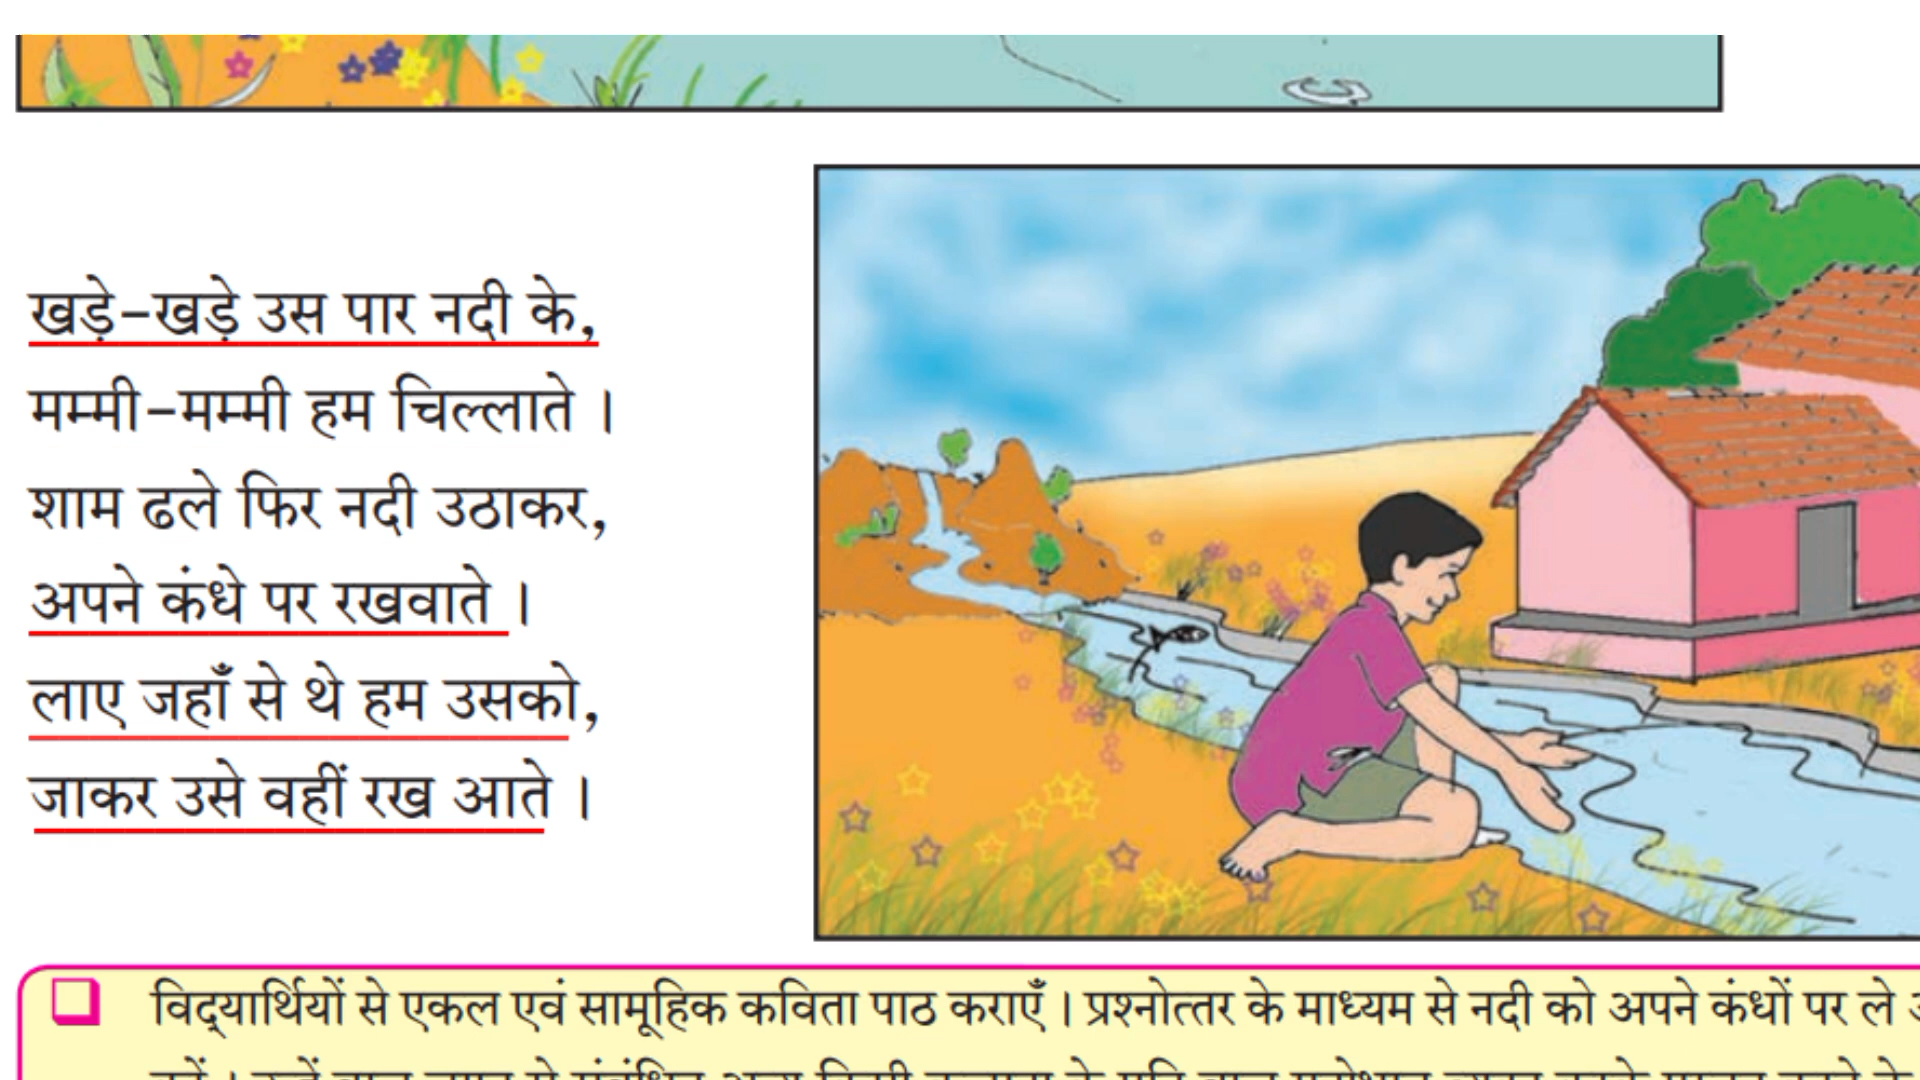 खड़े-खड़े उस पार नदी के,
मम्मी-मम्मी हम चिल्लाते ।
शाम ढले फिर नदी उठाकर,
अपने कंधे पर रखवाते ।
लाए जहाँ से थे हम उसको,
जाकर उसे वहीं रख आते ।
विद्यार्थियों से एकल एवं सामूहिक कविता पाठ कराएँ । प्रश्नोत्तर के माध्यम से नदी को अपने कंधों पर ले